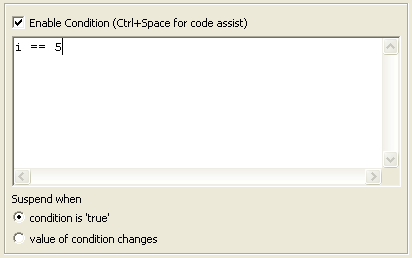 Enable Condition (Ctrl+Space for code assist)
i == 5
Suspend when
condition is 'true'
value of condition changes